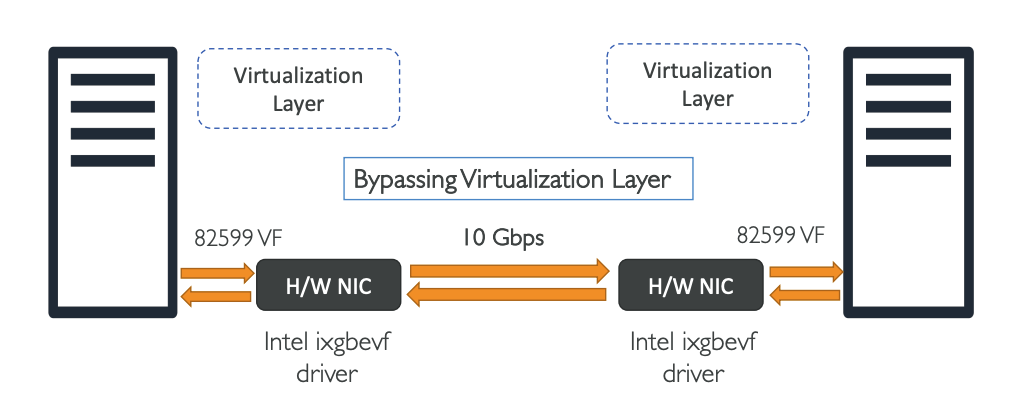 Virtualization
Layer
Virtualization
Layer
Bypassing Virtualization Layer
82599 VF
10 Gbps
82599 VF
H/W NIC
H/W NIC
Intel ixgbevf
driver
Intel ixgbevf
driver